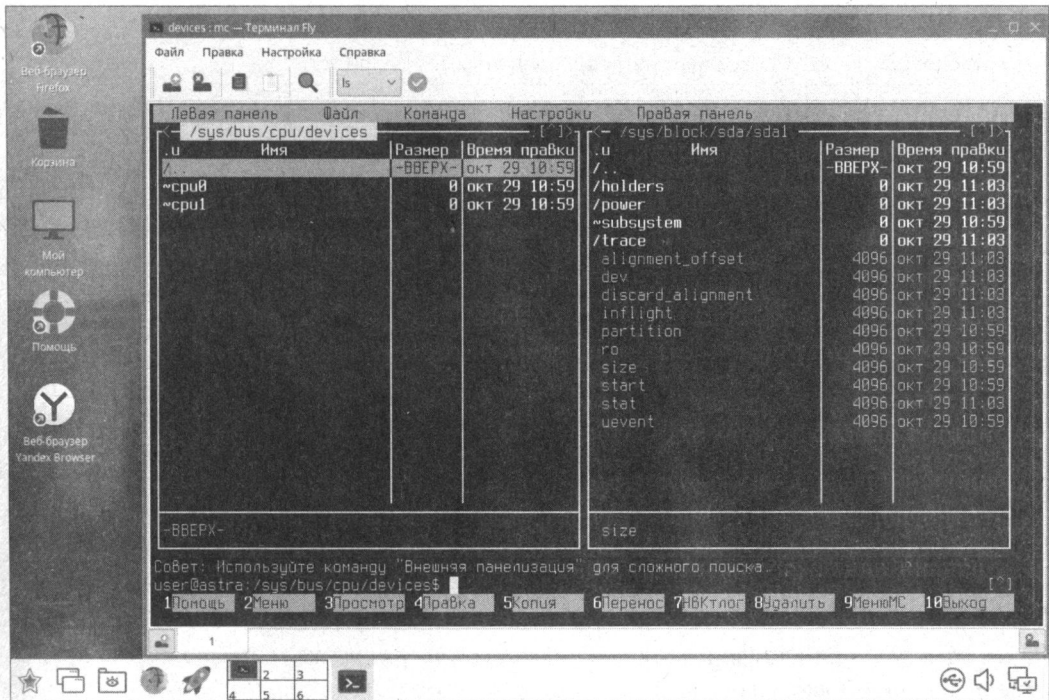 devices : mc — Терминал Fly
Файл Правка Настройка Справка
ls
Веб-браузер
Firefox
Корзина
Мой
компьютер
Помощь
Веб-браузер
Yandex Browser
Левая панель Файл Команда Настройки Правая панель
<— /sys/bus/cpu/devices .[^]>
.и Имя Размер Время правки
/.. -ВВЕРХ- окт 29 10:59
~cpu0 0 окт 29 10:59
~cpu1 0 окт 29 10:59
-ВВЕРХ-
<— /sys/block/sda/sda1 .[^]>
.и Имя Размер Время правки
/.. -ВВЕРХ- окт 29 10:59
/holders 0 окт 29 11:03
/power 0 окт 29 11:03
~subsystem 0 окт 29 10:59
/trace 0 окт 29 11:03
alignment_offset 4096 окт 29 11:03
dev 4096 окт 29 11:03
discard_alignment 4096 окт 29 11:03
inflight 4096 окт 29 11:03
partition 4096 окт 29 10:59
ro 4096 окт 29 10:59
size 4096 окт 29 10:59
start 4096 окт 29 10:59
stat 4096 окт 29 11:03
uevent 4096 окт 29 10:59
size
Совет: Используйте команду "Внешняя панелизация" для сложного поиска.
user@astra:/sys/bus/cpu/devices$ [^]
1Помощь 2Меню 3Просмотр 4Правка 5Копия 6Перенос 7НВКтлог 8Удалить 9МенюМС 10Выход
1
2 3
4 5 6